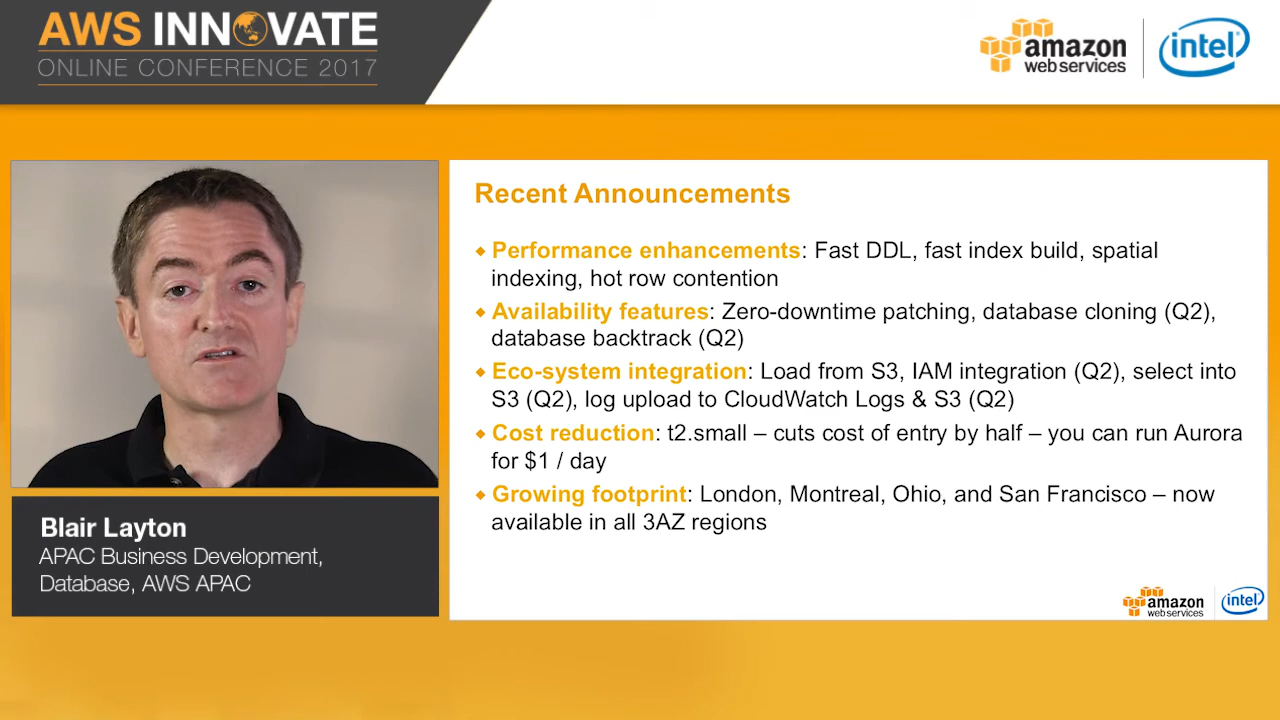 AWS INNOVATE
ONLINE CONFERENCE 2017
amazon
web services
intel
Recent Announcements
Performance enhancements: Fast DDL, fast index build, spatial
indexing, hot row contention
Availability features: Zero-downtime patching, database cloning (Q2),
database backtrack (Q2)
Eco-system integration: Load from S3, IAM integration (Q2), select into
S3 (Q2), log upload to CloudWatch Logs & S3 (Q2)
Cost reduction: t2.small – cuts cost of entry by half – you can run Aurora
for $1 / day
Growing footprint: London, Montreal, Ohio, and San Francisco – now
available in all 3AZ regions
Blair Layton
APAC Business Development,
Database, AWS APAC
amazon
web services
intel